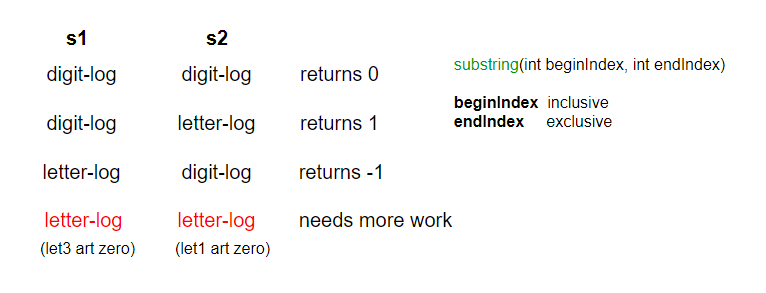 s1 s2
digit-log digit-log returns 0
digit-log letter-log returns 1
letter-log digit-log returns -1
letter-log letter-log needs more work
(let3 art zero) (let1 art zero)
substring(int beginIndex, int endIndex)
beginIndex inclusive
endIndex exclusive